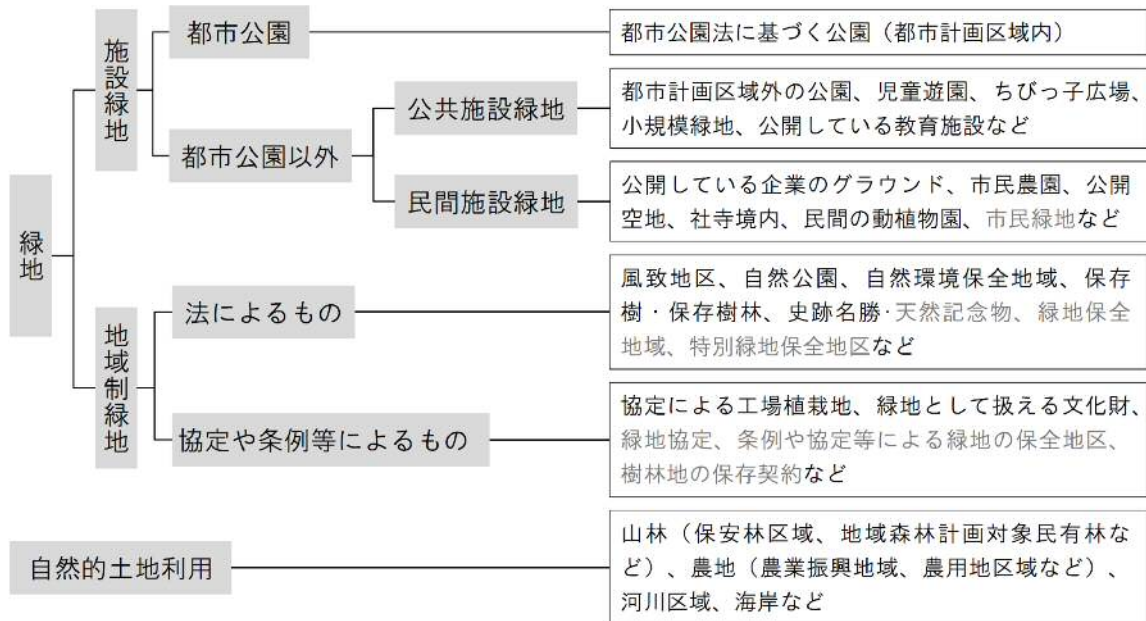 緑地
施設緑地
都市公園
都市公園法に基づく公園（都市計画区域内）
都市公園以外
公共施設緑地
都市計画区域外の公園、児童遊園、ちびっ子広場、
小規模緑地、公開している教育施設など
民間施設緑地
公開している企業のグラウンド、市民農園、公開
空地、社寺境内、民間の動植物園、市民緑地など
地域制緑地
法によるもの
風致地区、自然公園、自然環境保全地域、保存
樹・保存樹林、史跡名勝･天然記念物、緑地保全
地域、特別緑地保全地区など
協定や条例等によるもの
協定による工場植栽地、緑地として扱える文化財、
緑地協定、条例や協定等による緑地の保全地区、
樹林地の保存契約など
自然的土地利用
山林（保安林区域、地域森林計画対象民有林な
ど）、農地（農業振興地域、農用地区域など）、
河川区域、海岸など